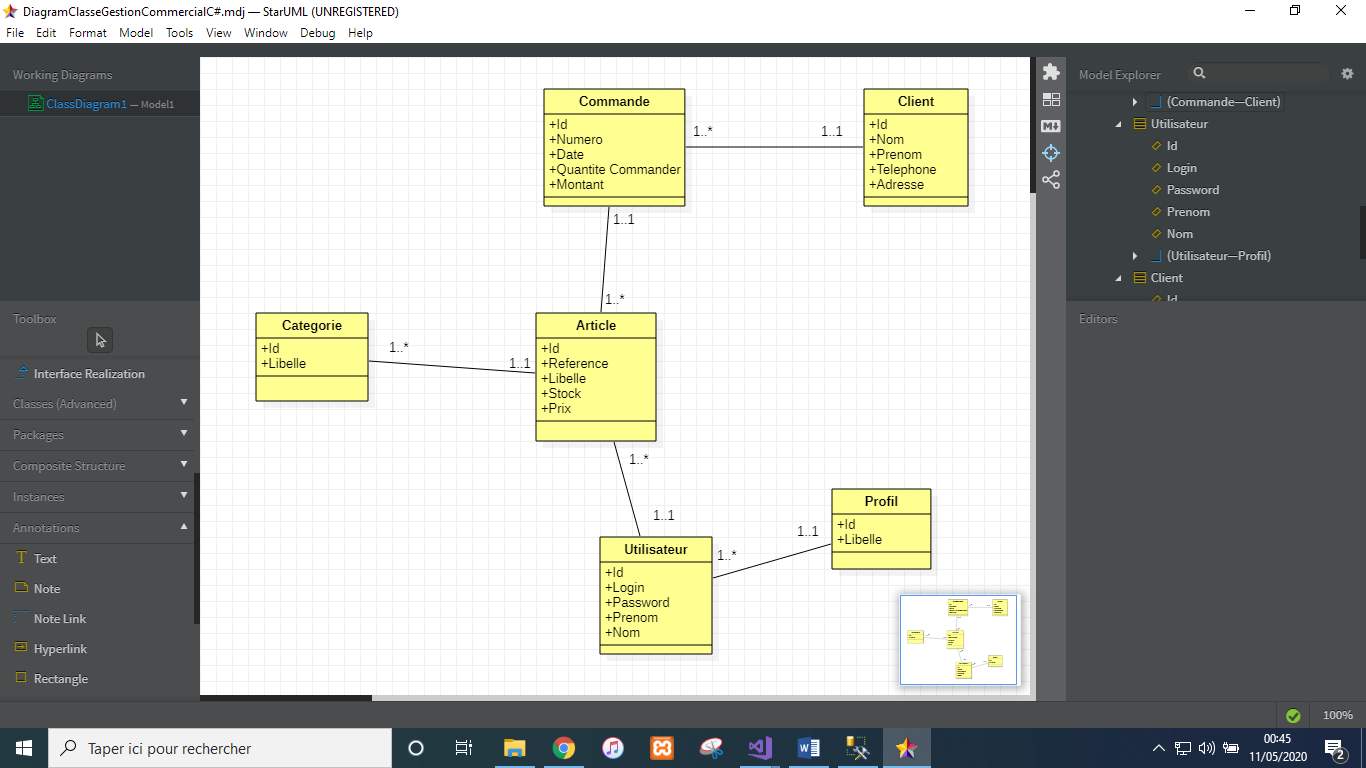 DiagramClasseGestionCommercialC#.mdj — StarUML (UNREGISTERED)
File Edit Format Model Tools View Window Debug Help
Working Diagrams
ClassDiagram1 — Model1
Toolbox
Interface Realization
Classes (Advanced)
Packages
Composite Structure
Instances
Annotations
Text
Note
Note Link
Hyperlink
Rectangle
Commande
+Id
+Numero
+Date
+Quantite Commander
+Montant
1..*
1..1
Client
+Id
+Nom
+Prenom
+Telephone
+Adresse
1..1
1..*
Categorie
+Id
+Libelle
1..*
1..1
Article
+Id
+Reference
+Libelle
+Stock
+Prix
1..*
1..1
Utilisateur
+Id
+Login
+Password
+Prenom
+Nom
1..*
1..1
Profil
+Id
+Libelle
M↓
Model Explorer
(Commande—Client)
Utilisateur
Id
Login
Password
Prenom
Nom
(Utilisateur—Profil)
Client
Id
Editors
100%
Taper ici pour rechercher
00:45
11/05/2020
2